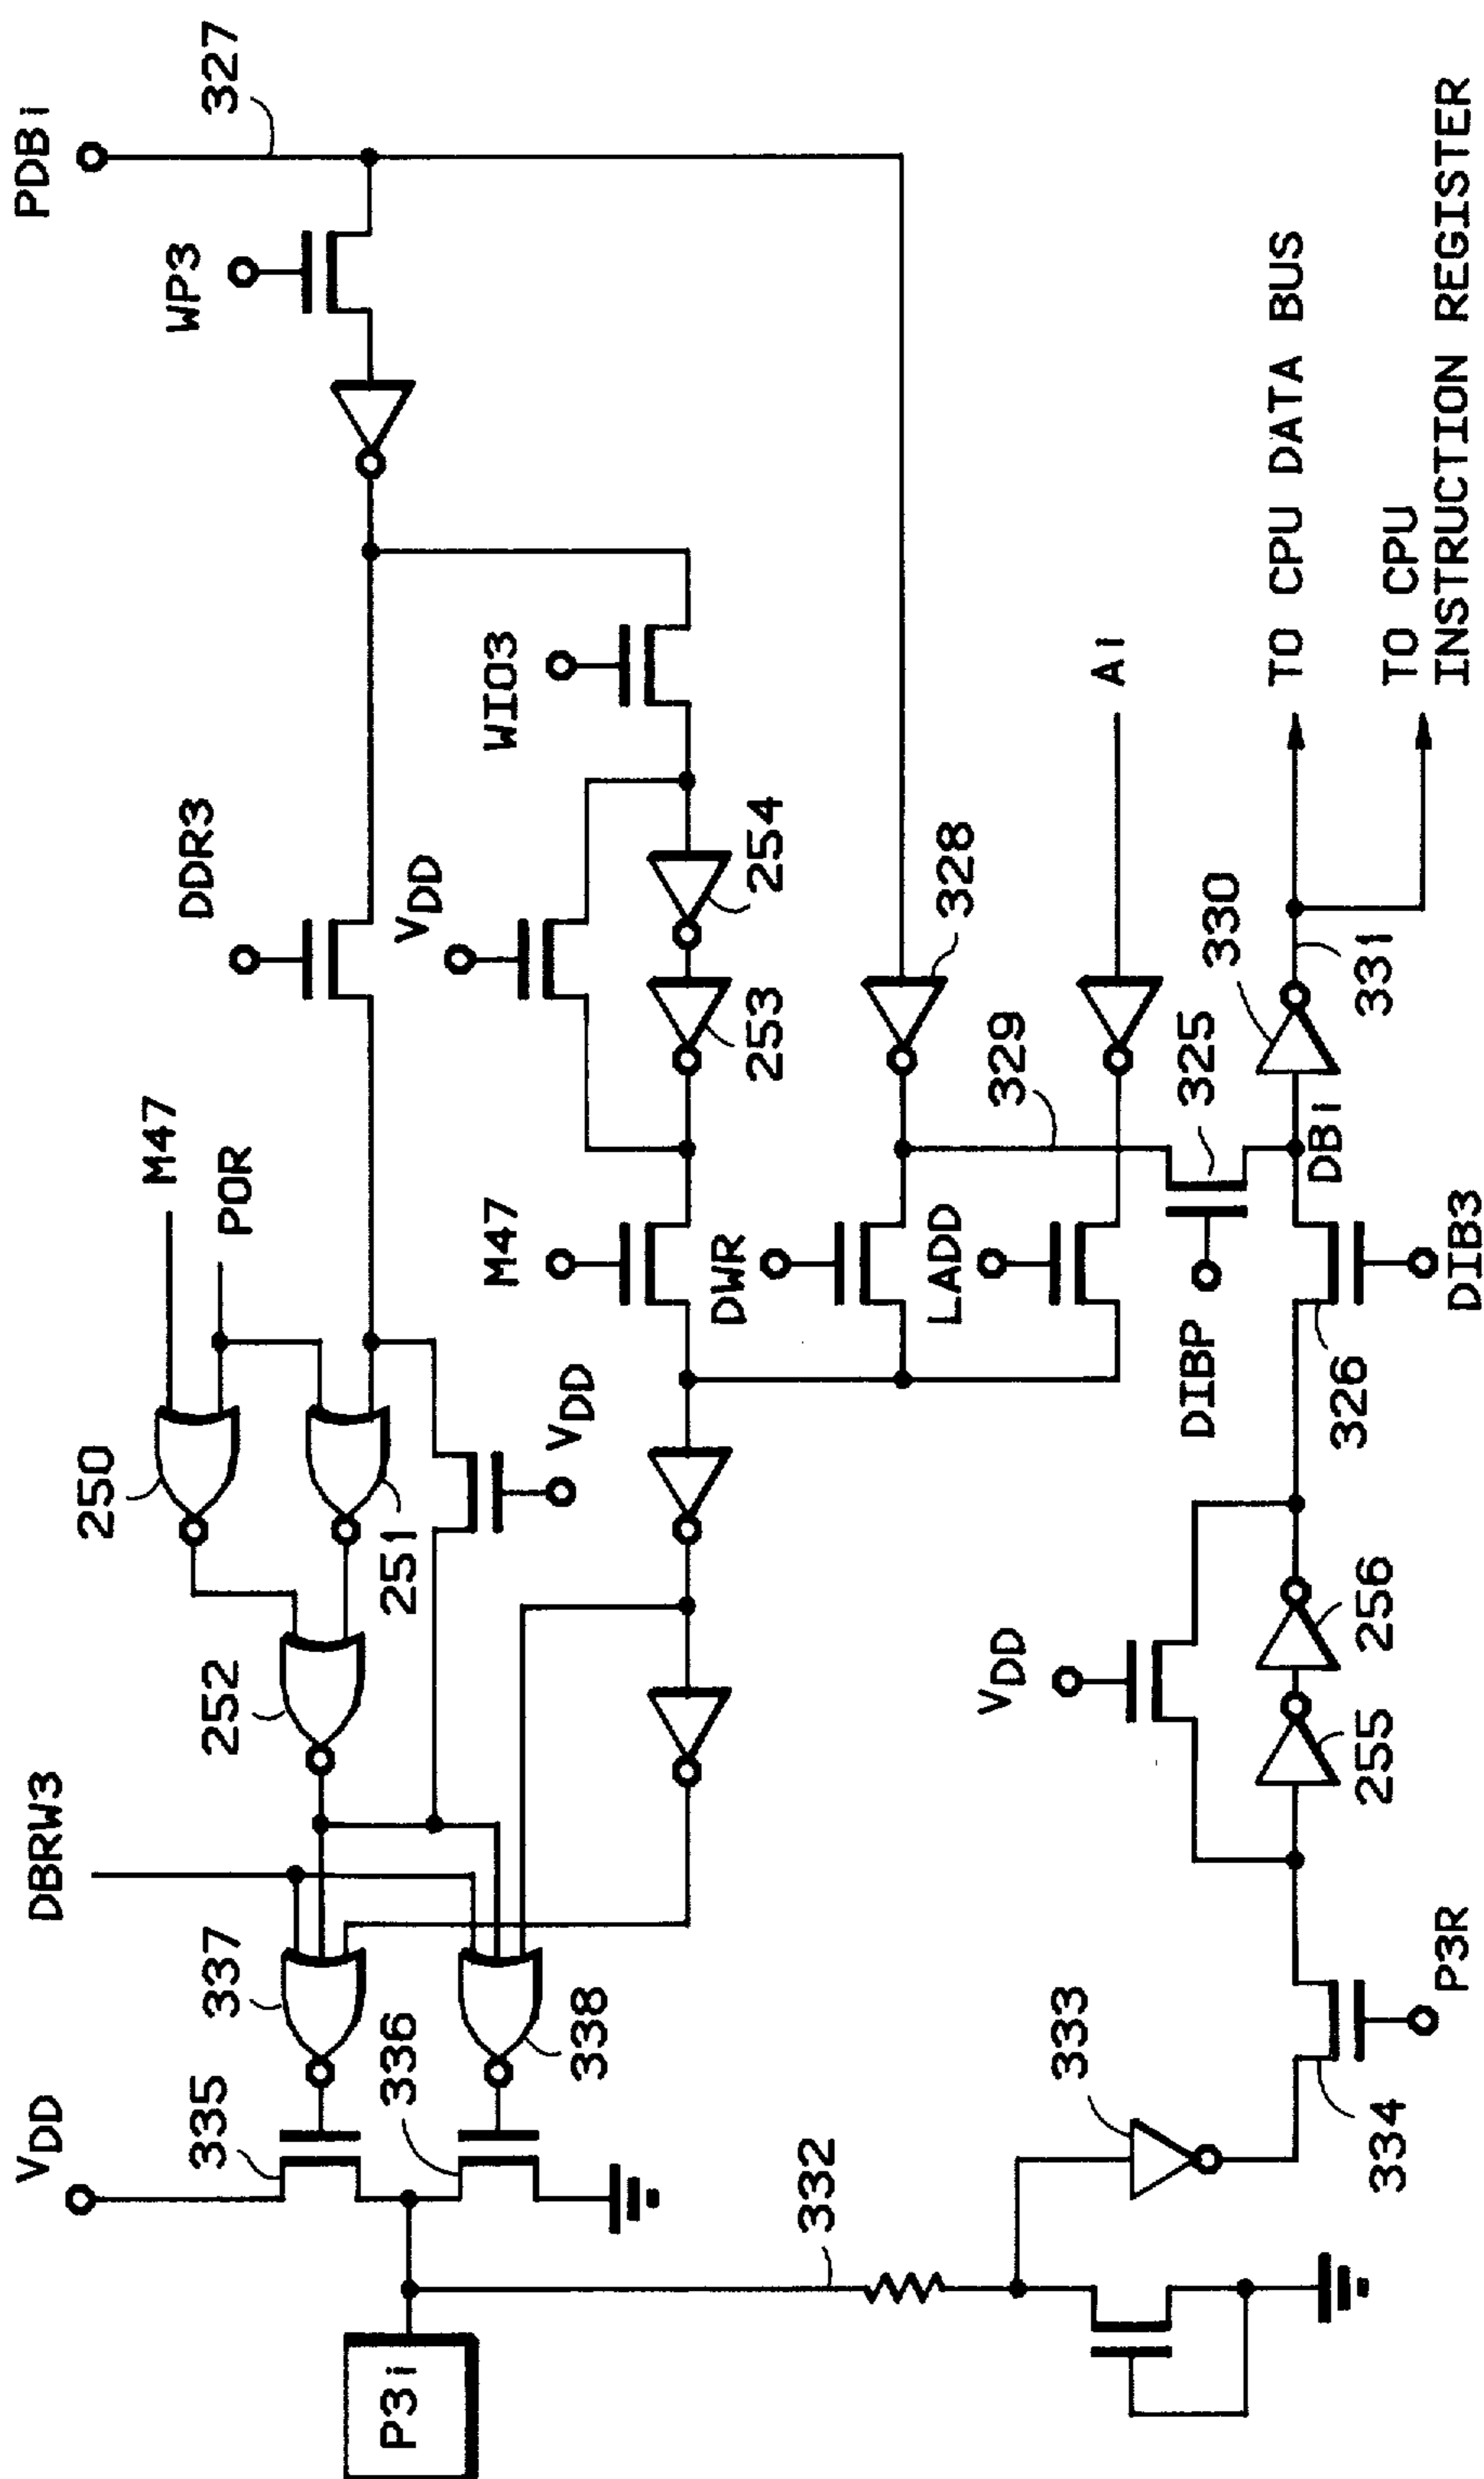 PDBi
327
WP3
DDR3
WIO3
VDD
254
253
M47
POR
M47
250
251
252
VDD
DBRW3
337
338
VDD
335
336
P3i
332
328
Ai
329
DWR
LADD
DIBP
325
330
331
DBi
TO CPU DATA BUS
TO CPU
INSTRUCTION REGISTER
DIB3
326
VDD
256
255
P3R
333
334